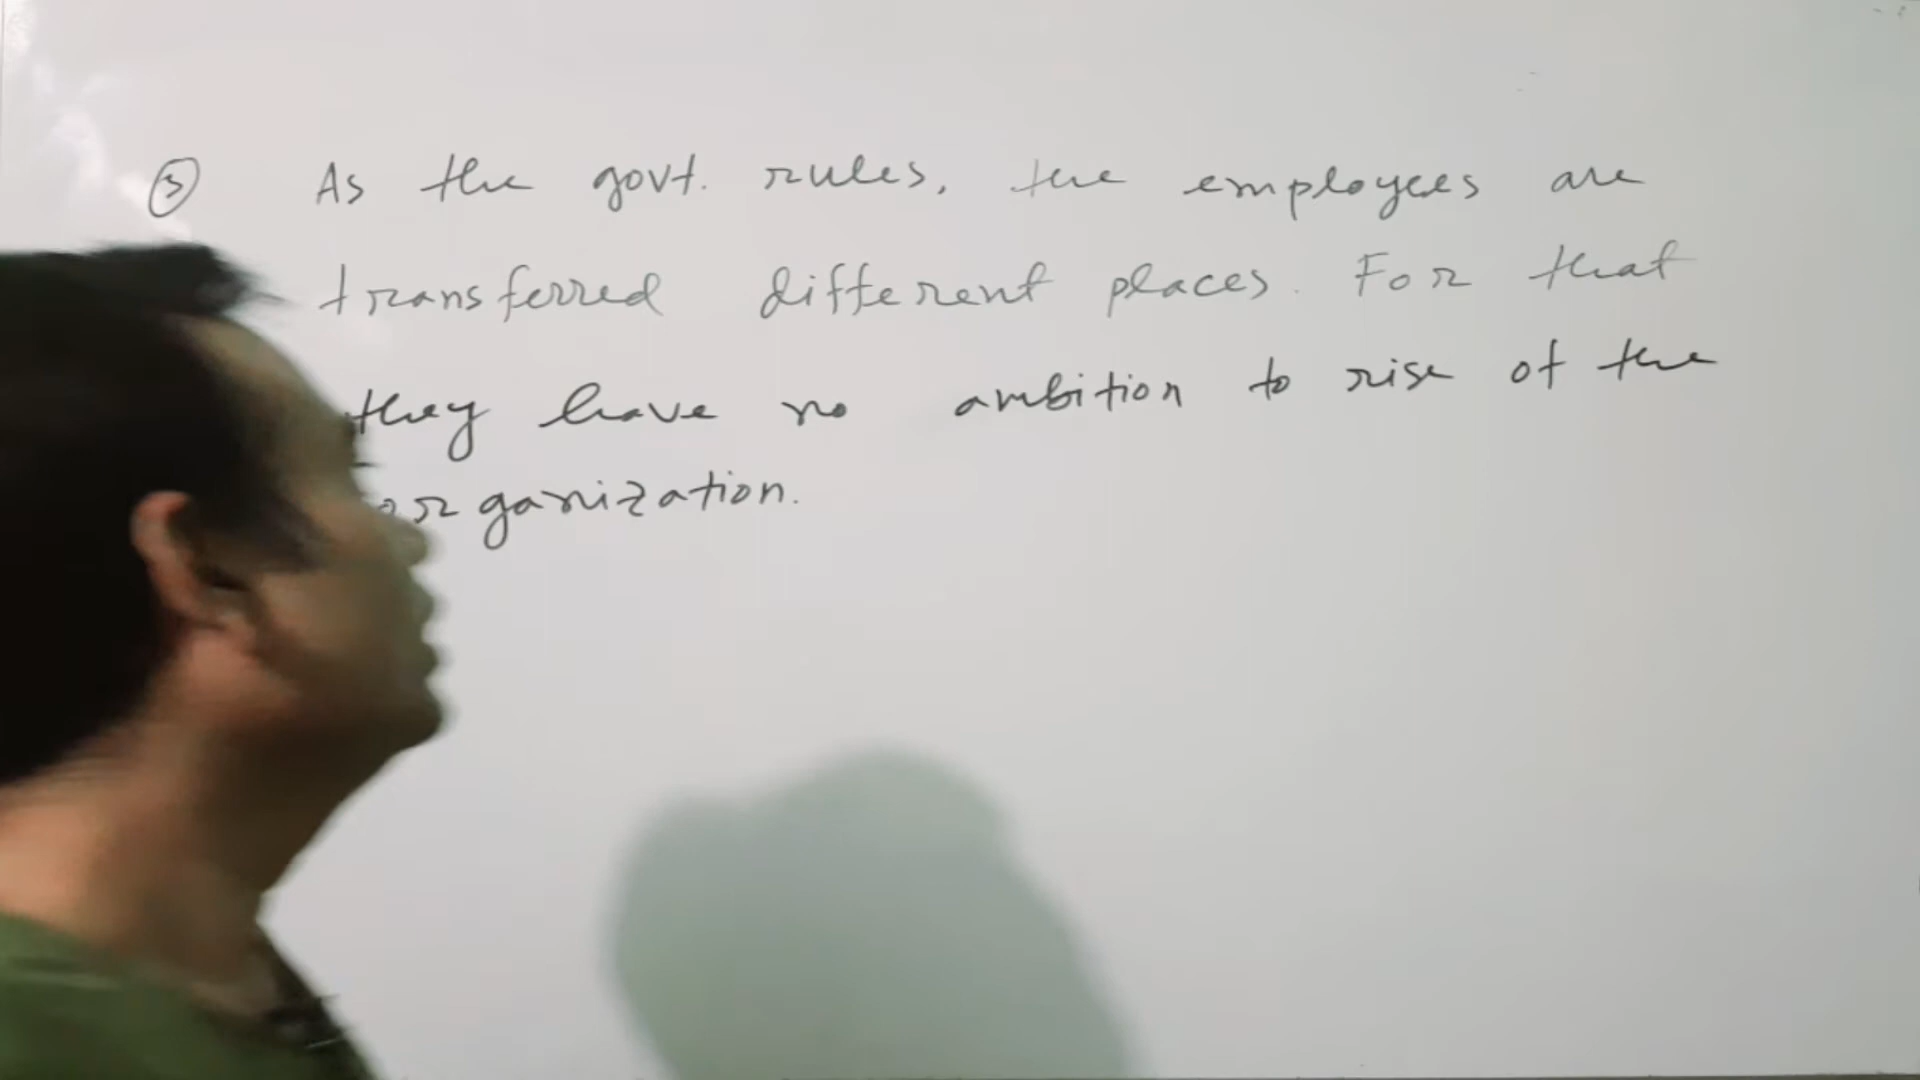 ③ As the govt. rules, the employees are
transferred different places. For that
they have no ambition to rise of the
organization.